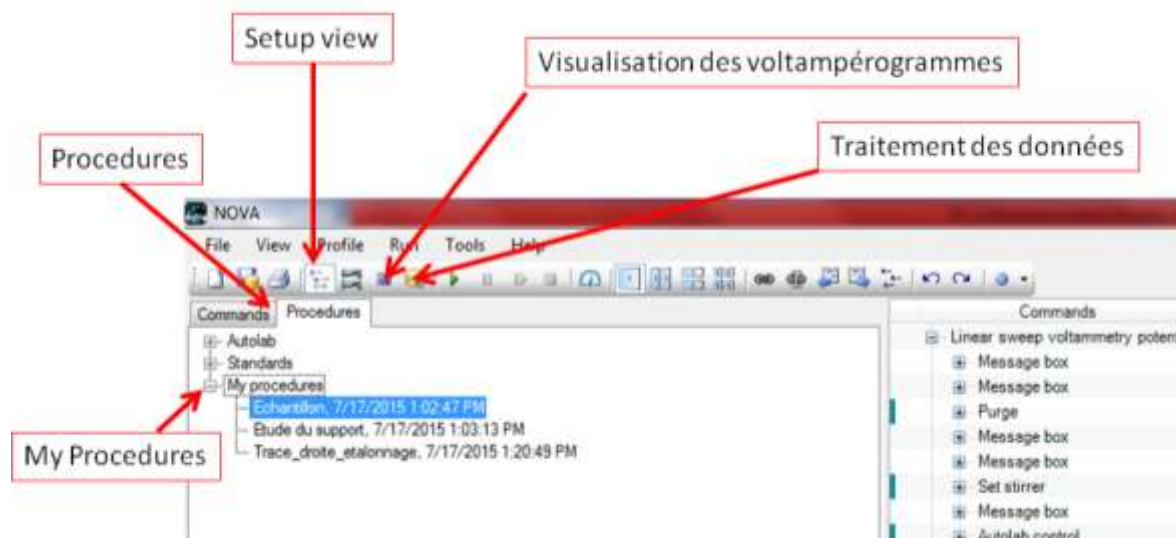 Setup view
Visualisation des voltampérogrammes
Traitement des données
Procedures
NOVA
File View Profile Run Tools Help
Commands Procedures
Autolab
Standards
My procedures
Echantillon, 7/17/2015 1:02:47 PM
Etude du support, 7/17/2015 1:03:13 PM
Trace_droite_etalonnage, 7/17/2015 1:20:49 PM
My Procedures
Commands
Linear sweep voltammetry poten
Message box
Message box
Purge
Message box
Message box
Set stirrer
Message box
Autolab control